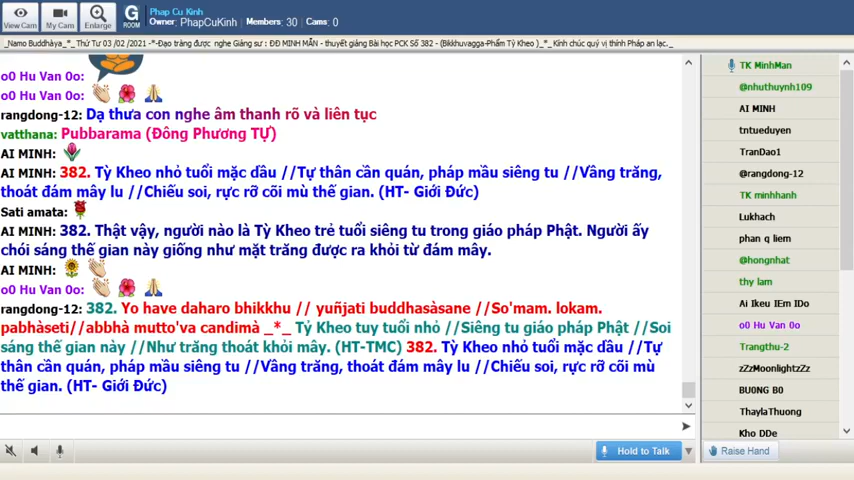 Phap Cu Kinh
Owner: PhapCuKinh Members: 30 Cams: 0
View Cam
My Cam
Enlarge
G
ROOM
_Namo Buddhàya_*_ Thứ Tư 03 /02 /2021 -*-Đạo tràng được nghe Giảng sư : ĐĐ MINH MẪN - thuyết giảng Bài học PCK Số 382 - (Bikkhuvagga-Phẩm Tỳ Kheo )_*_ Kính chúc quý vị thính Pháp an lạc._
o0 Hu Van 0o:
o0 Hu Van 0o:
rangdong-12: Dạ thưa con nghe âm thanh rõ và liên tục
vatthana: Pubbarama (Đông Phương Tự)
AI MINH:
AI MINH: 382. Tỳ Kheo nhỏ tuổi mặc dầu //Tự thân cần quán, pháp mầu siêng tu //Vầng trăng,
thoát đám mây lu //Chiếu soi, rực rỡ cõi mù thế gian. (HT- Giới Đức)
Sati amata:
AI MINH: 382. Thật vậy, người nào là Tỳ Kheo trẻ tuổi siêng tu trong giáo pháp Phật. Người ấy
chói sáng thế gian này giống như mặt trăng được ra khỏi từ đám mây.
AI MINH:
o0 Hu Van 0o:
rangdong-12: 382. Yo have daharo bhikkhu // yuñjati buddhasàsane //So'mam. lokam.
pabhàseti//abbhà mutto'va candimà _*_ Tỷ Kheo tuy tuổi nhỏ //Siêng tu giáo pháp Phật //Soi
sáng thế gian này //Như trăng thoát khỏi mây. (HT-TMC) 382. Tỳ Kheo nhỏ tuổi mặc dầu //Tự
thân cần quán, pháp mầu siêng tu //Vầng trăng, thoát đám mây lu //Chiếu soi, rực rỡ cõi mù
thế gian. (HT- Giới Đức)
TK MinhMan
@nhuthuynh109
AI MINH
tntueduyen
TranDao1
@rangdong-12
TK minhhanh
Lukhach
phan q liem
@hongnhat
thy lam
Ai Ikeu IEm IDo
o0 Hu Van 0o
Trangthu-2
zZzMoonlightzZz
BU0NG B0
ThaylaThuong
Kho DDe
Hold to Talk
Raise Hand